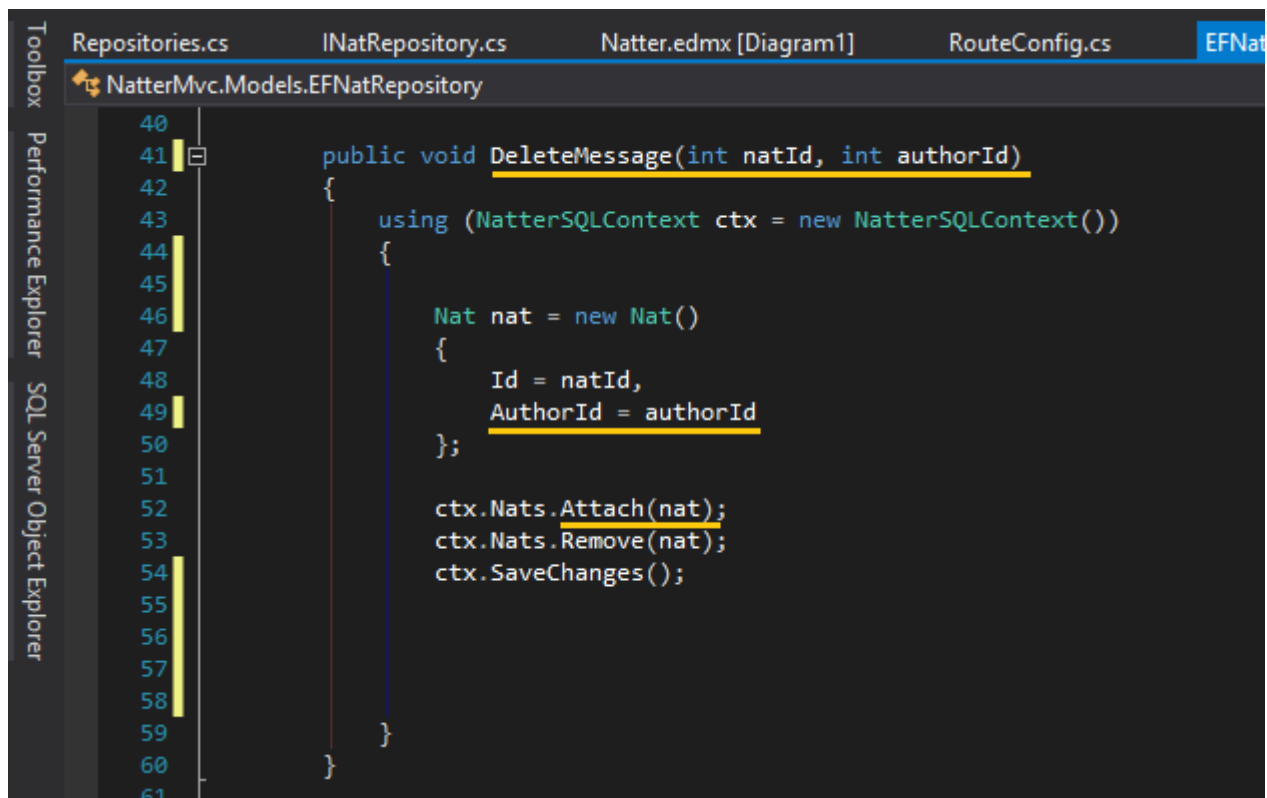 Toolbox
Performance Explorer
SQL Server Object Explorer
Repositories.cs INatRepository.cs Natter.edmx [Diagram1] RouteConfig.cs EFNat
NatterMvc.Models.EFNatRepository
40
41 public void DeleteMessage(int natId, int authorId)
42 {
43 using (NatterSQLContext ctx = new NatterSQLContext())
44 {
45
46 Nat nat = new Nat()
47 {
48 Id = natId,
49 AuthorId = authorId
50 };
51
52 ctx.Nats.Attach(nat);
53 ctx.Nats.Remove(nat);
54 ctx.SaveChanges();
55
56
57
58
59 }
60 }
61